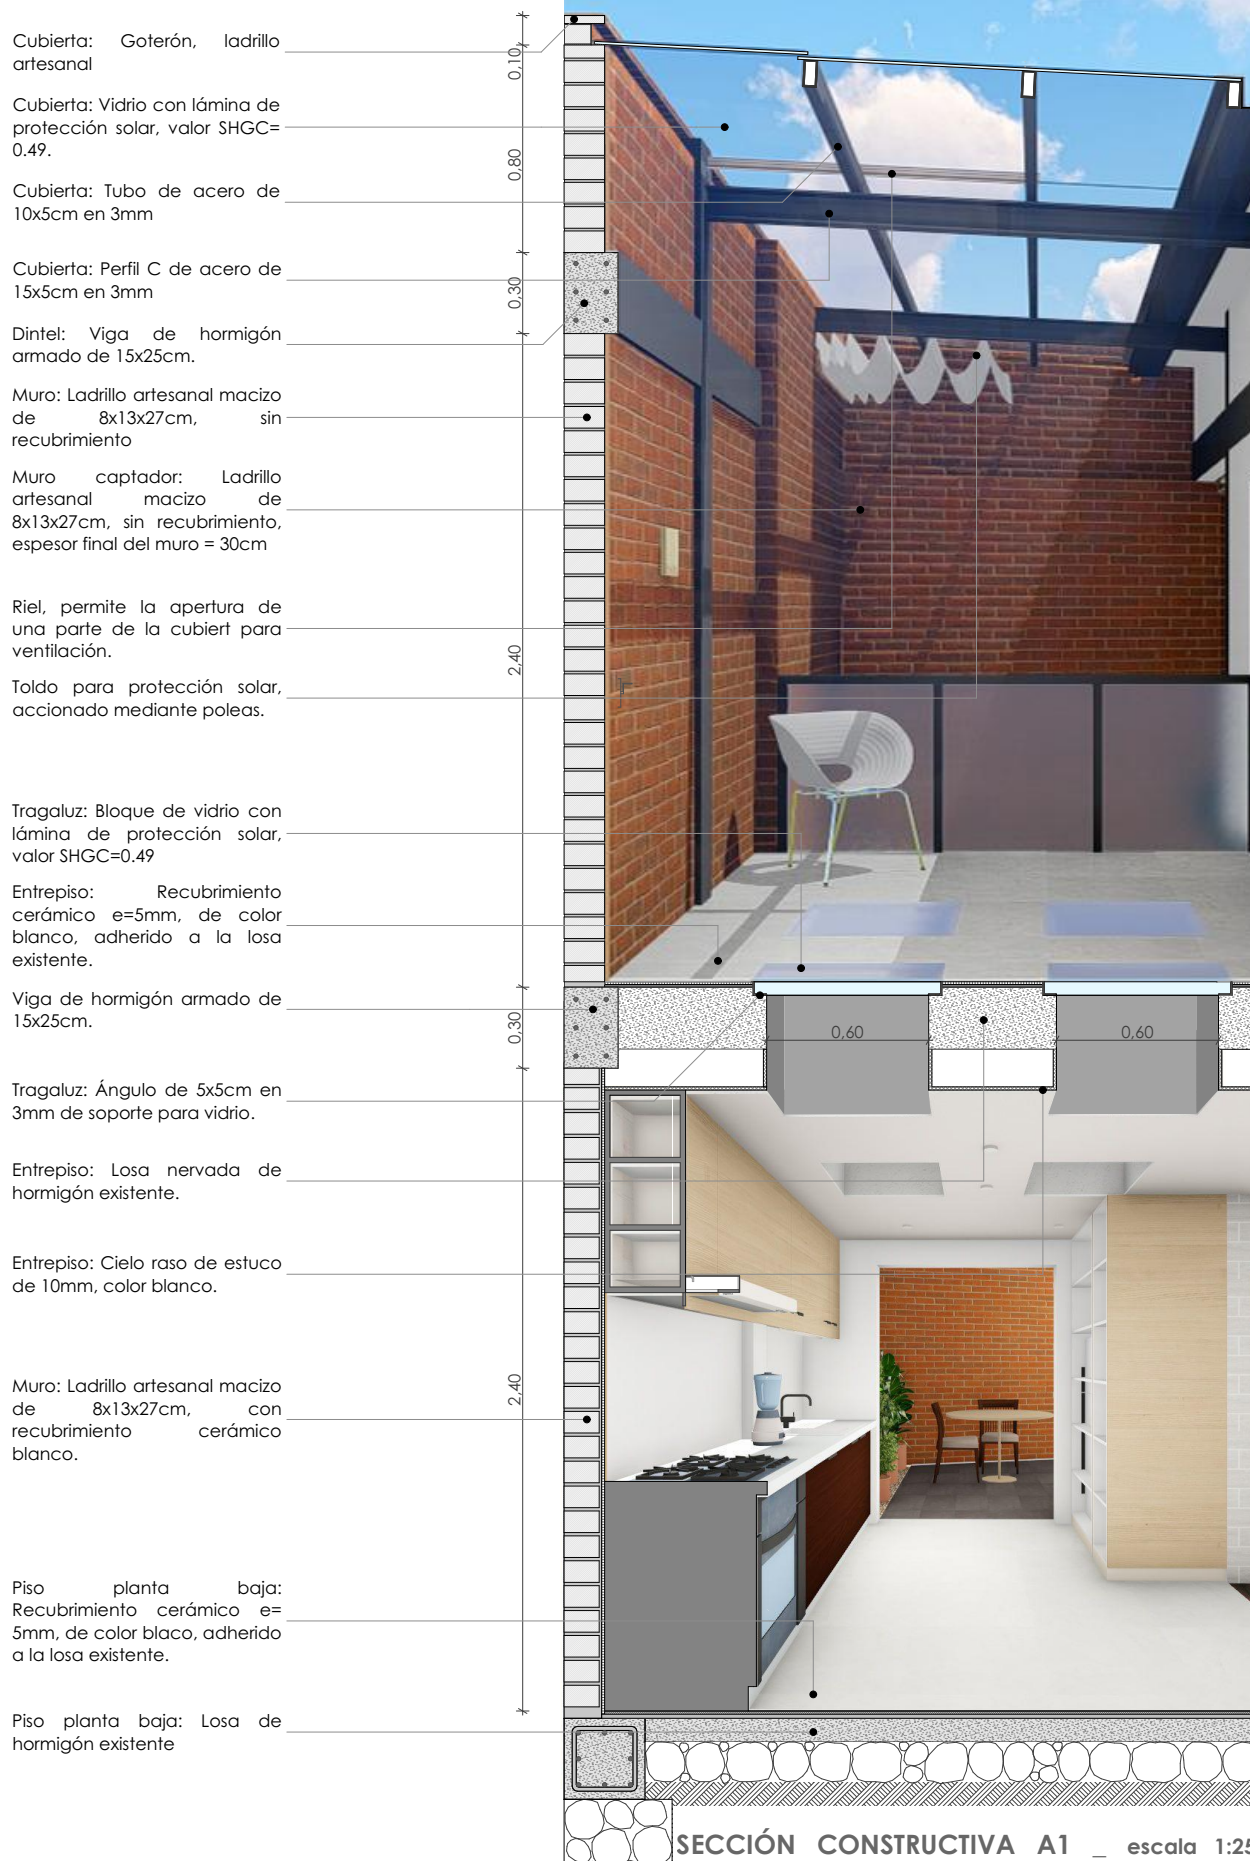 Cubierta: Goterón, ladrillo
artesanal
Cubierta: Vidrio con lámina de
protección solar, valor SHGC=
0.49.
Cubierta: Tubo de acero de
10x5cm en 3mm
Cubierta: Perfil C de acero de
15x5cm en 3mm
Dintel: Viga de hormigón
armado de 15x25cm.
Muro: Ladrillo artesanal macizo
de 8x13x27cm, sin
recubrimiento
Muro captador: Ladrillo
artesanal macizo de
8x13x27cm, sin recubrimiento,
espesor final del muro = 30cm
Riel, permite la apertura de
una parte de la cubiert para
ventilación.
Toldo para protección solar,
accionado mediante poleas.
Tragaluz: Bloque de vidrio con
lámina de protección solar,
valor SHGC=0.49
Entrepiso: Recubrimiento
cerámico e=5mm, de color
blanco, adherido a la losa
existente.
Viga de hormigón armado de
15x25cm.
Tragaluz: Ángulo de 5x5cm en
3mm de soporte para vidrio.
Entrepiso: Losa nervada de
hormigón existente.
Entrepiso: Cielo raso de estuco
de 10mm, color blanco.
Muro: Ladrillo artesanal macizo
de 8x13x27cm, con
recubrimiento cerámico
blanco.
Piso planta baja:
Recubrimiento cerámico e=
5mm, de color blaco, adherido
a la losa existente.
Piso planta baja: Losa de
hormigón existente
0,10
0,80
0,30
2,40
0,30
2,40
0,60
0,60
SECCIÓN CONSTRUCTIVA A1 _ escala 1:25